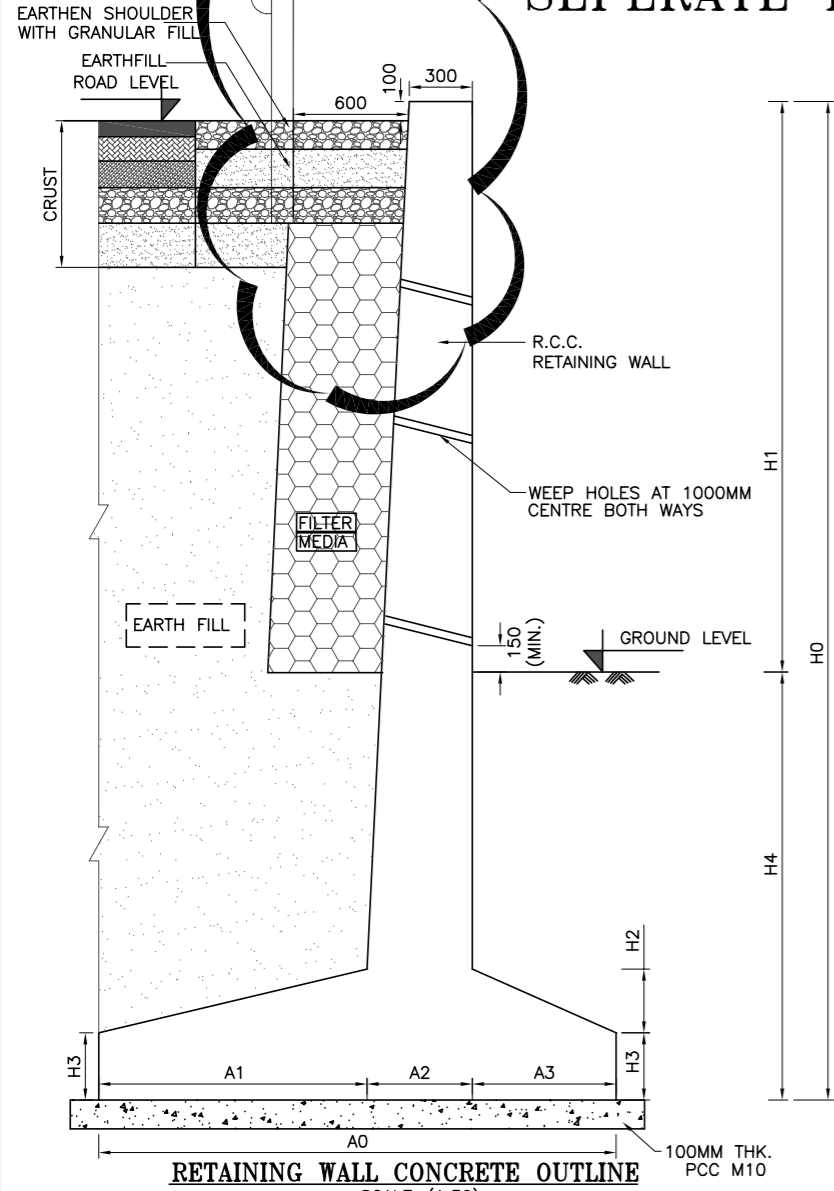 EARTHEN SHOULDER
WITH GRANULAR FILL
EARTHFILL
ROAD LEVEL
600
100
300
CRUST
R.C.C.
RETAINING WALL
H1
H0
WEEP HOLES AT 1000MM
CENTRE BOTH WAYS
FILTER
MEDIA
EARTH FILL
150
(MIN.)
GROUND LEVEL
H4
H2
H3
H3
A1
A2
A3
A0
100MM THK.
PCC M10
RETAINING WALL CONCRETE OUTLINE